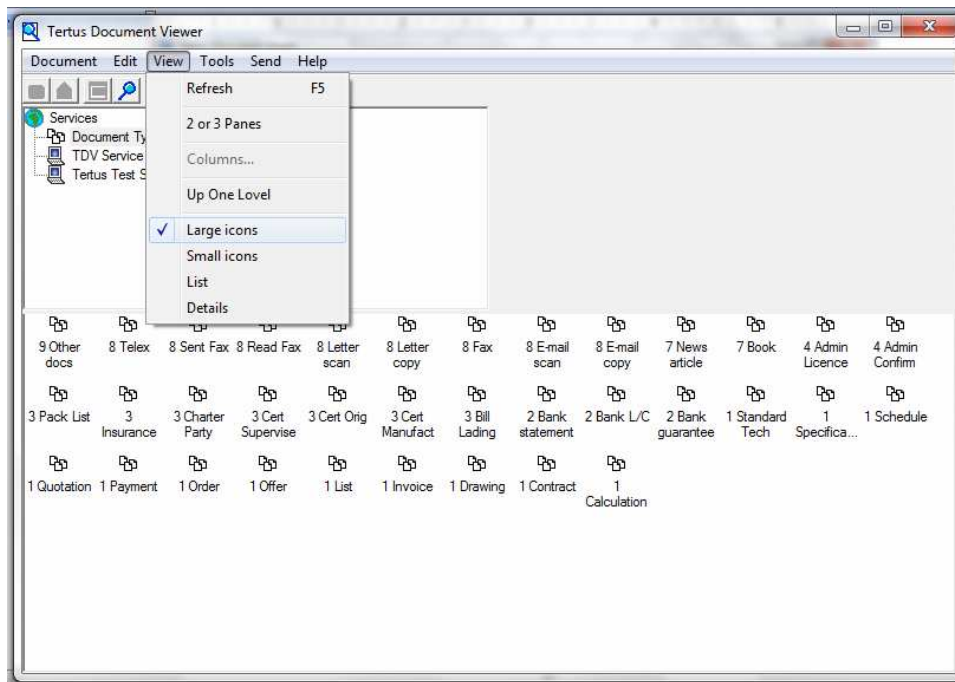 Tertus Document Viewer
Document Edit View Tools Send Help
Refresh F5
2 or 3 Panes
Columns...
Up One Level
Large icons
Small icons
List
Details
Services
Document Ty
TDV Service
Tertus Test S
9 Other docs
8 Telex
8 Sent Fax
8 Read Fax
8 Letter scan
8 Letter copy
8 Fax
8 E-mail scan
8 E-mail copy
7 News article
7 Book
4 Admin Licence
4 Admin Confirm
3 Pack List
3 Insurance
3 Charter Party
3 Cert Supervise
3 Cert Orig
3 Cert Manufact
3 Bill Lading
2 Bank statement
2 Bank L/C
2 Bank guarantee
1 Standard Tech
1 Specifica...
1 Schedule
1 Quotation
1 Payment
1 Order
1 Offer
1 List
1 Invoice
1 Drawing
1 Contract
1 Calculation